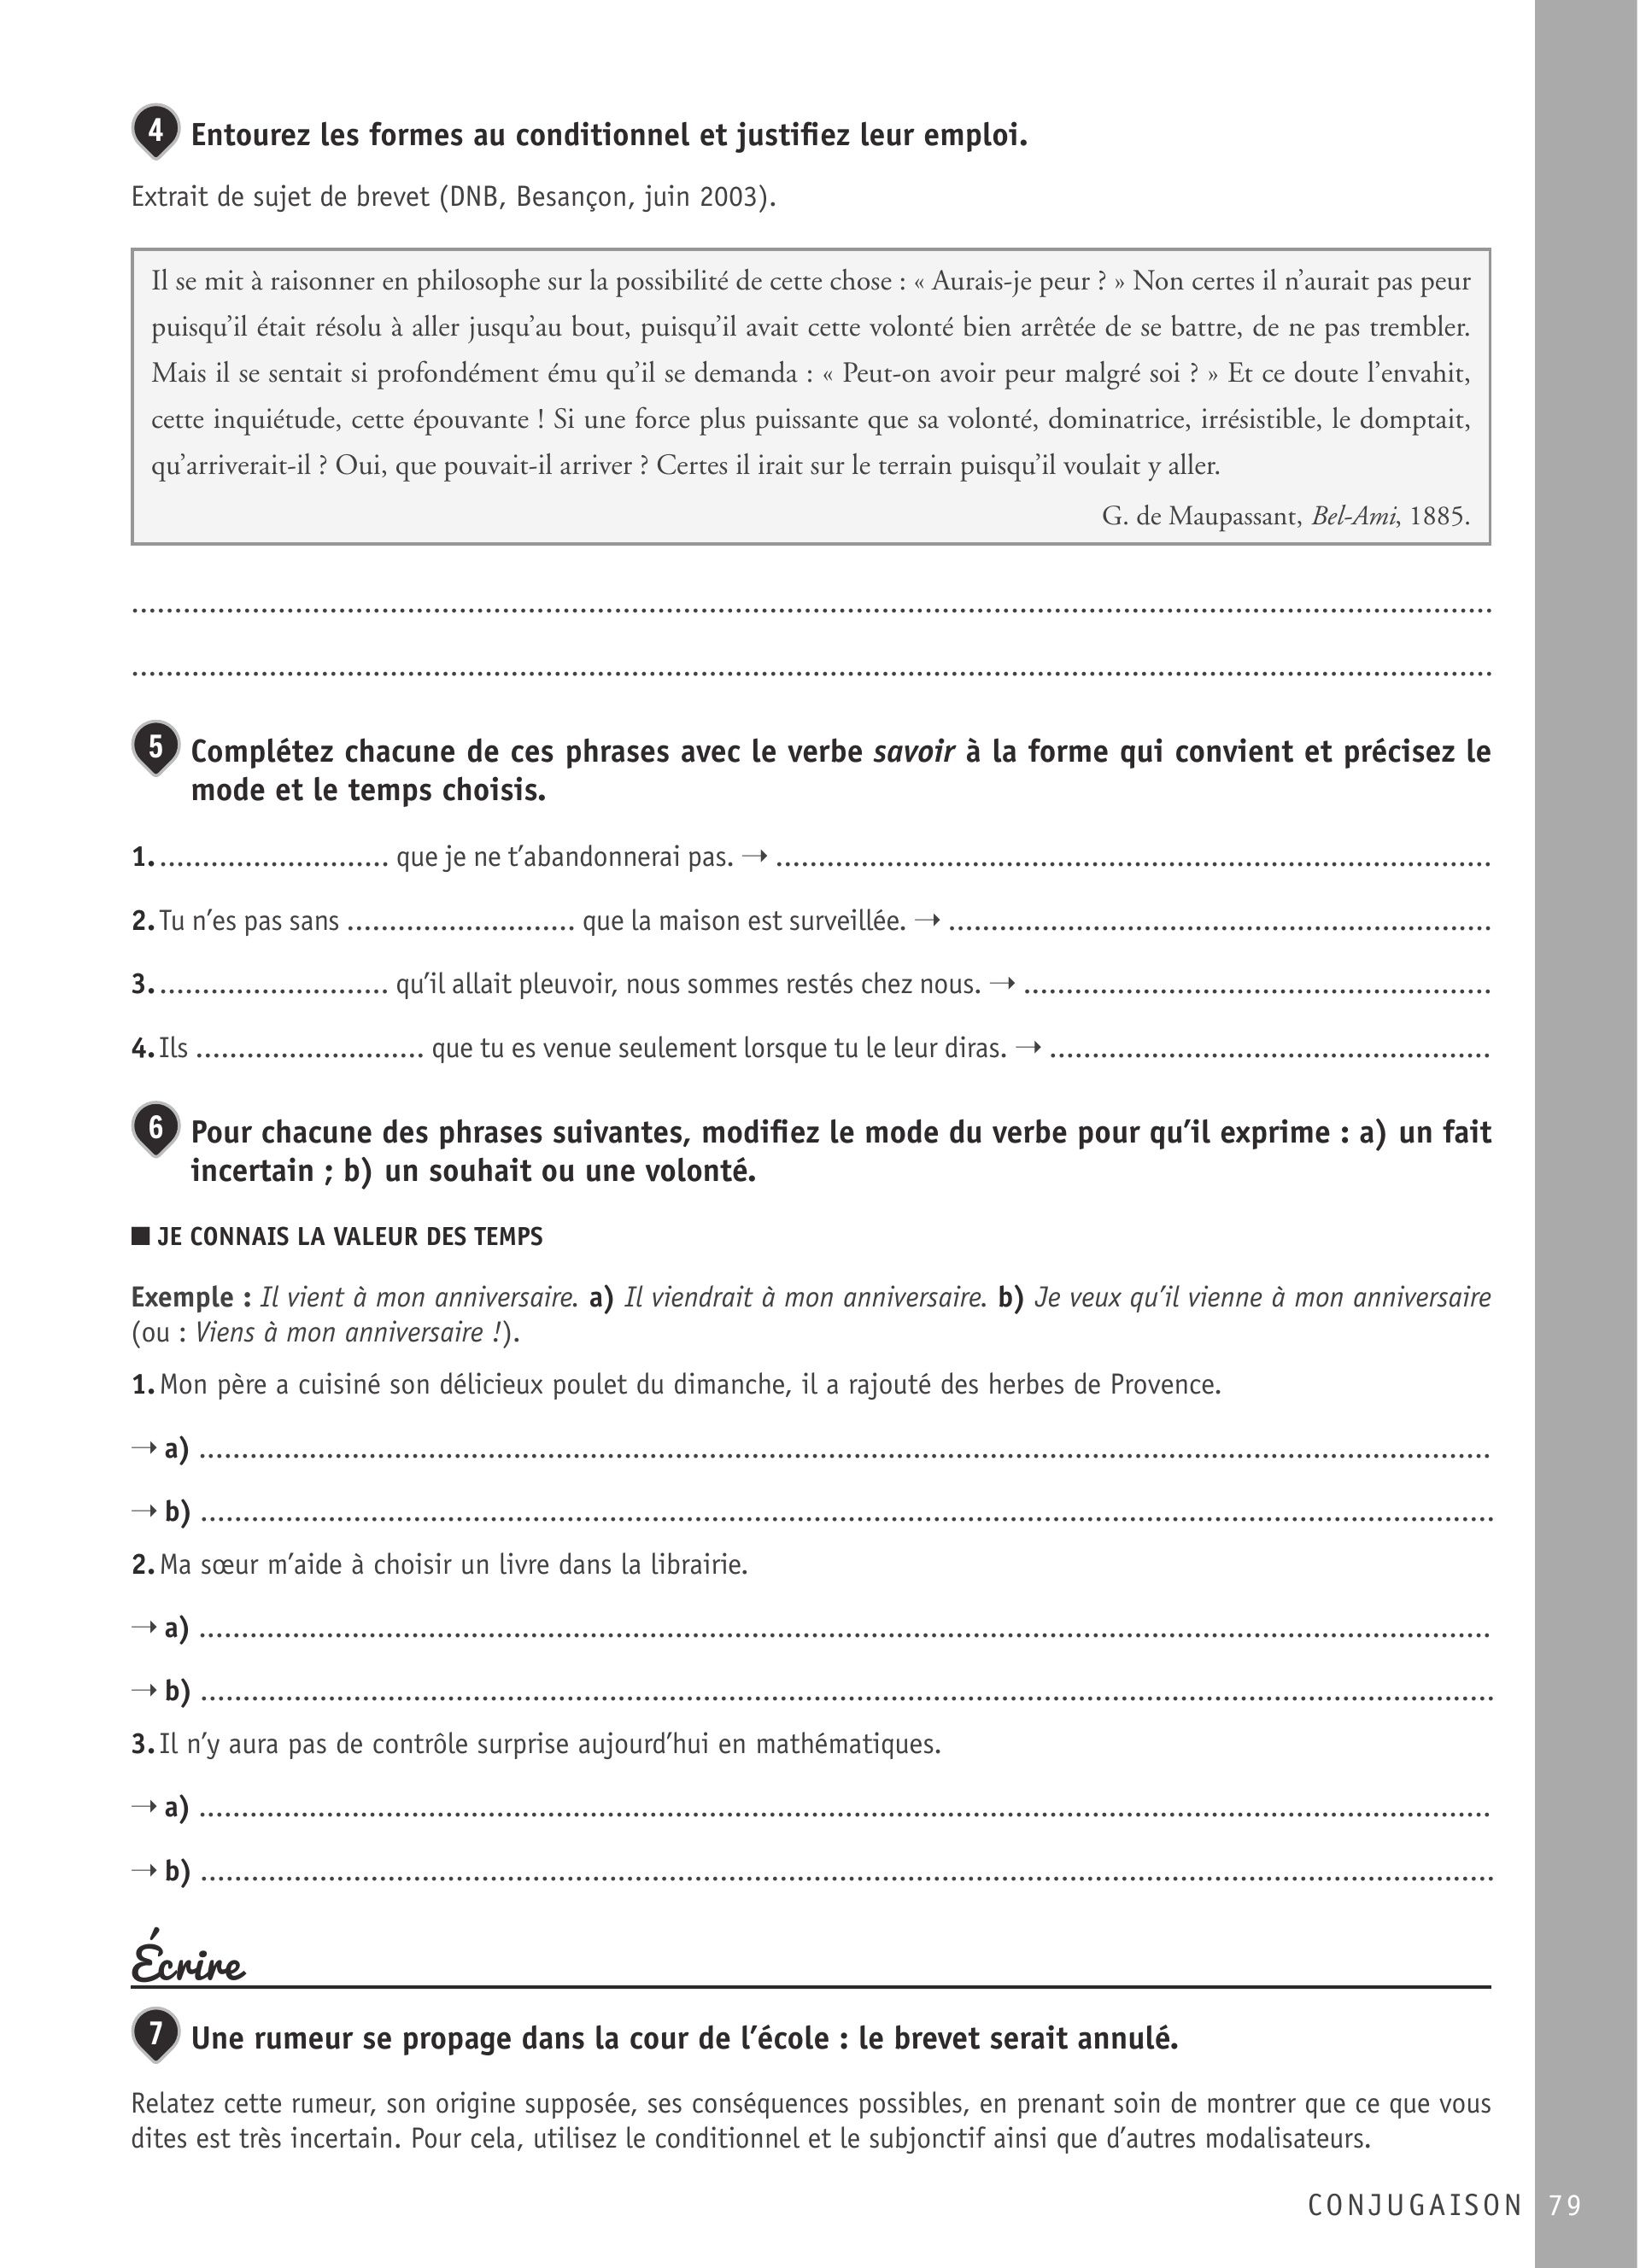 4 Entourez les formes au conditionnel et justifiez leur emploi.
Extrait de sujet de brevet (DNB, Besançon, juin 2003).
Il se mit à raisonner en philosophe sur la possibilité de cette chose : « Aurais-je peur ? » Non certes il n’aurait pas peur
puisqu’il était résolu à aller jusqu’au bout, puisqu’il avait cette volonté bien arrêtée de se battre, de ne pas trembler.
Mais il se sentait si profondément ému qu’il se demanda : « Peut-on avoir peur malgré soi ? » Et ce doute l’envahit,
cette inquiétude, cette épouvante ! Si une force plus puissante que sa volonté, dominatrice, irrésistible, le domptait,
qu’arriverait-il ? Oui, que pouvait-il arriver ? Certes il irait sur le terrain puisqu’il voulait y aller.
G. de Maupassant, Bel-Ami, 1885.
5 Complétez chacune de ces phrases avec le verbe savoir à la forme qui convient et précisez le
mode et le temps choisis.
1. .......................... que je ne t’abandonnerai pas. → ..........................
2. Tu n’es pas sans .......................... que la maison est surveillée. → ..........................
3. .......................... qu’il allait pleuvoir, nous sommes restés chez nous. → ..........................
4. Ils .......................... que tu es venue seulement lorsque tu le leur diras. → ..........................
6 Pour chacune des phrases suivantes, modifiez le mode du verbe pour qu’il exprime : a) un fait
incertain ; b) un souhait ou une volonté.
■ JE CONNAIS LA VALEUR DES TEMPS
Exemple : Il vient à mon anniversaire. a) Il viendrait à mon anniversaire. b) Je veux qu’il vienne à mon anniversaire
(ou : Viens à mon anniversaire !).
1. Mon père a cuisiné son délicieux poulet du dimanche, il a rajouté des herbes de Provence.
→ a) ..........................
→ b) ..........................
2. Ma sœur m’aide à choisir un livre dans la librairie.
→ a) ..........................
→ b) ..........................
3. Il n’y aura pas de contrôle surprise aujourd’hui en mathématiques.
→ a) ..........................
→ b) ..........................
Écrire
7 Une rumeur se propage dans la cour de l’école : le brevet serait annulé.
Relatez cette rumeur, son origine supposée, ses conséquences possibles, en prenant soin de montrer que ce que vous
dites est très incertain. Pour cela, utilisez le conditionnel et le subjonctif ainsi que d’autres modalisateurs.
CONJUGAISON 79